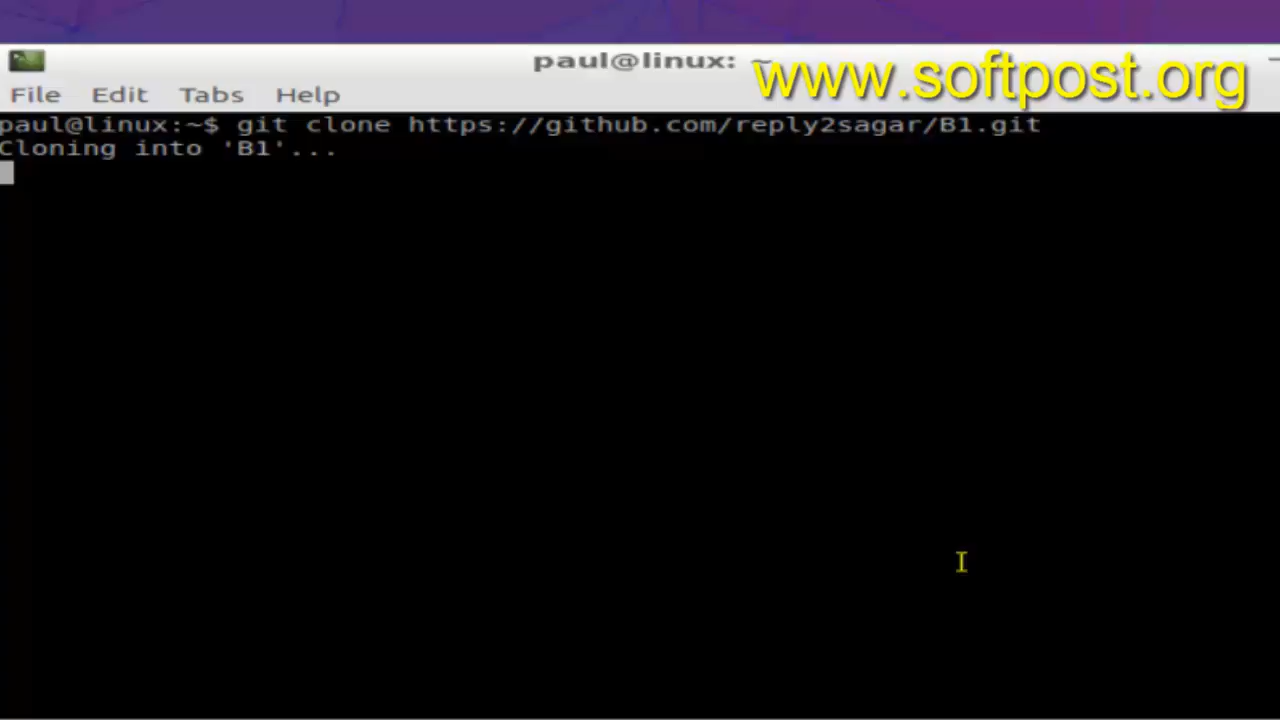 paul@linux: ~
www.softpost.org
File Edit Tabs Help
paul@linux:~$ git clone https://github.com/reply2sagar/B1.git
Cloning into 'B1'...